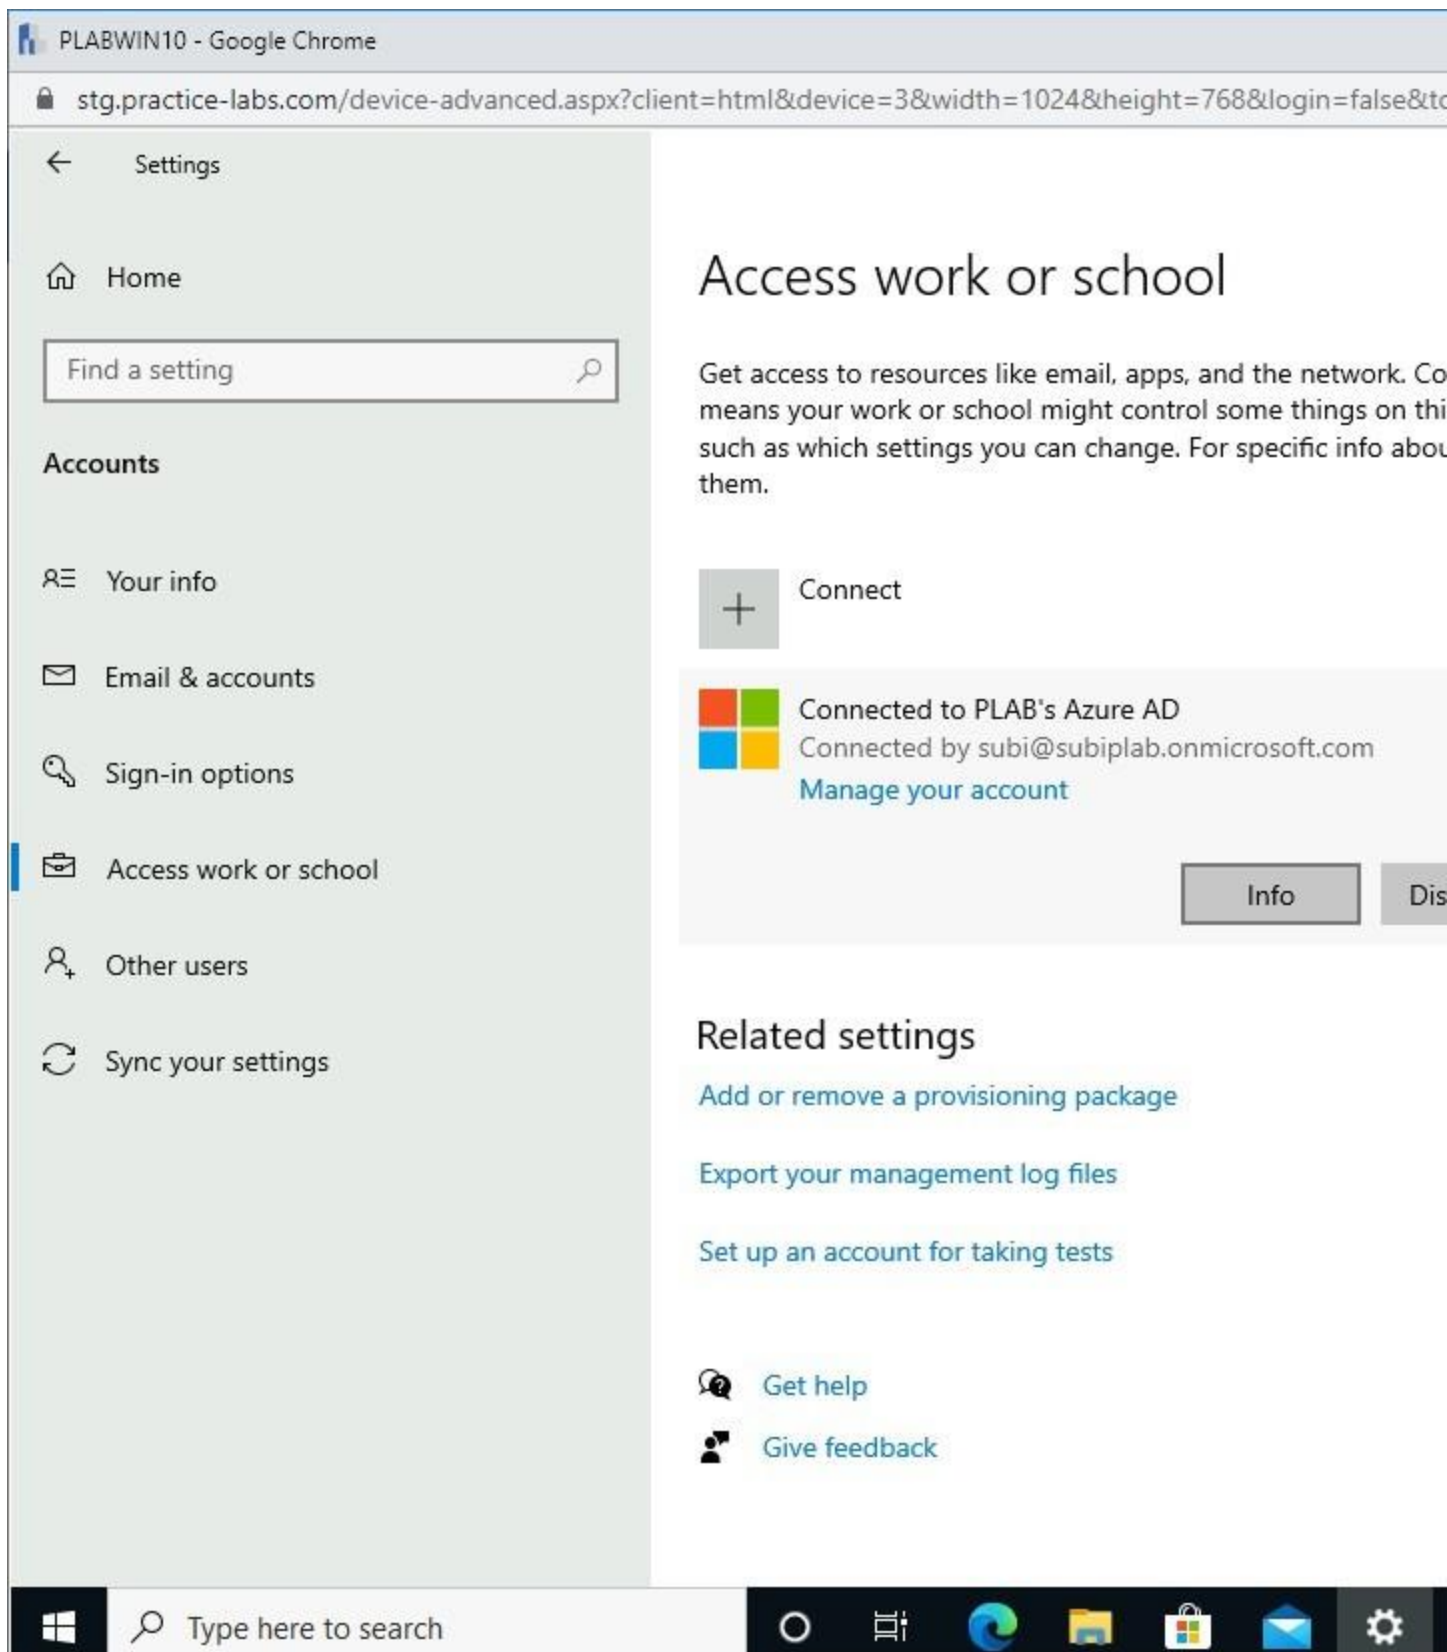 PLABWIN10 - Google Chrome
stg.practice-labs.com/device-advanced.aspx?client=html&device=3&width=1024&height=768&login=false&to
Settings
Home
Find a setting
Accounts
Your info
Email & accounts
Sign-in options
Access work or school
Other users
Sync your settings
Access work or school
Get access to resources like email, apps, and the network. Co
means your work or school might control some things on thi
such as which settings you can change. For specific info abou
them.
Connect
Connected to PLAB's Azure AD
Connected by subi@subiplab.onmicrosoft.com
Manage your account
Info
Dis
Related settings
Add or remove a provisioning package
Export your management log files
Set up an account for taking tests
Get help
Give feedback
Type here to search